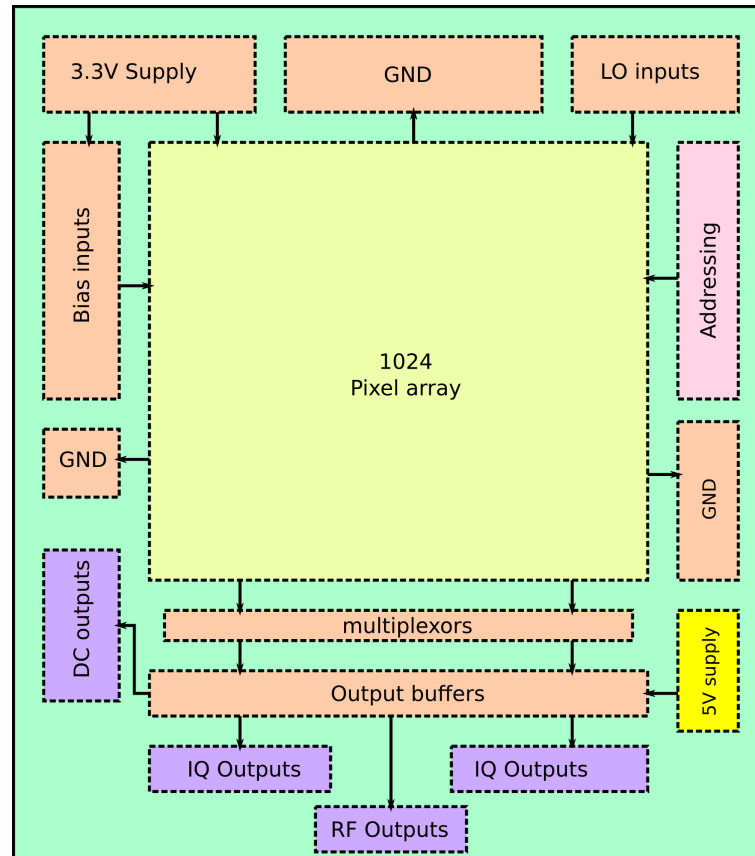 3.3V Supply
GND
LO inputs
Bias inputs
Addressing
1024
Pixel array
GND
GND
DC outputs
multiplexors
5V supply
Output buffers
IQ Outputs
IQ Outputs
RF Outputs